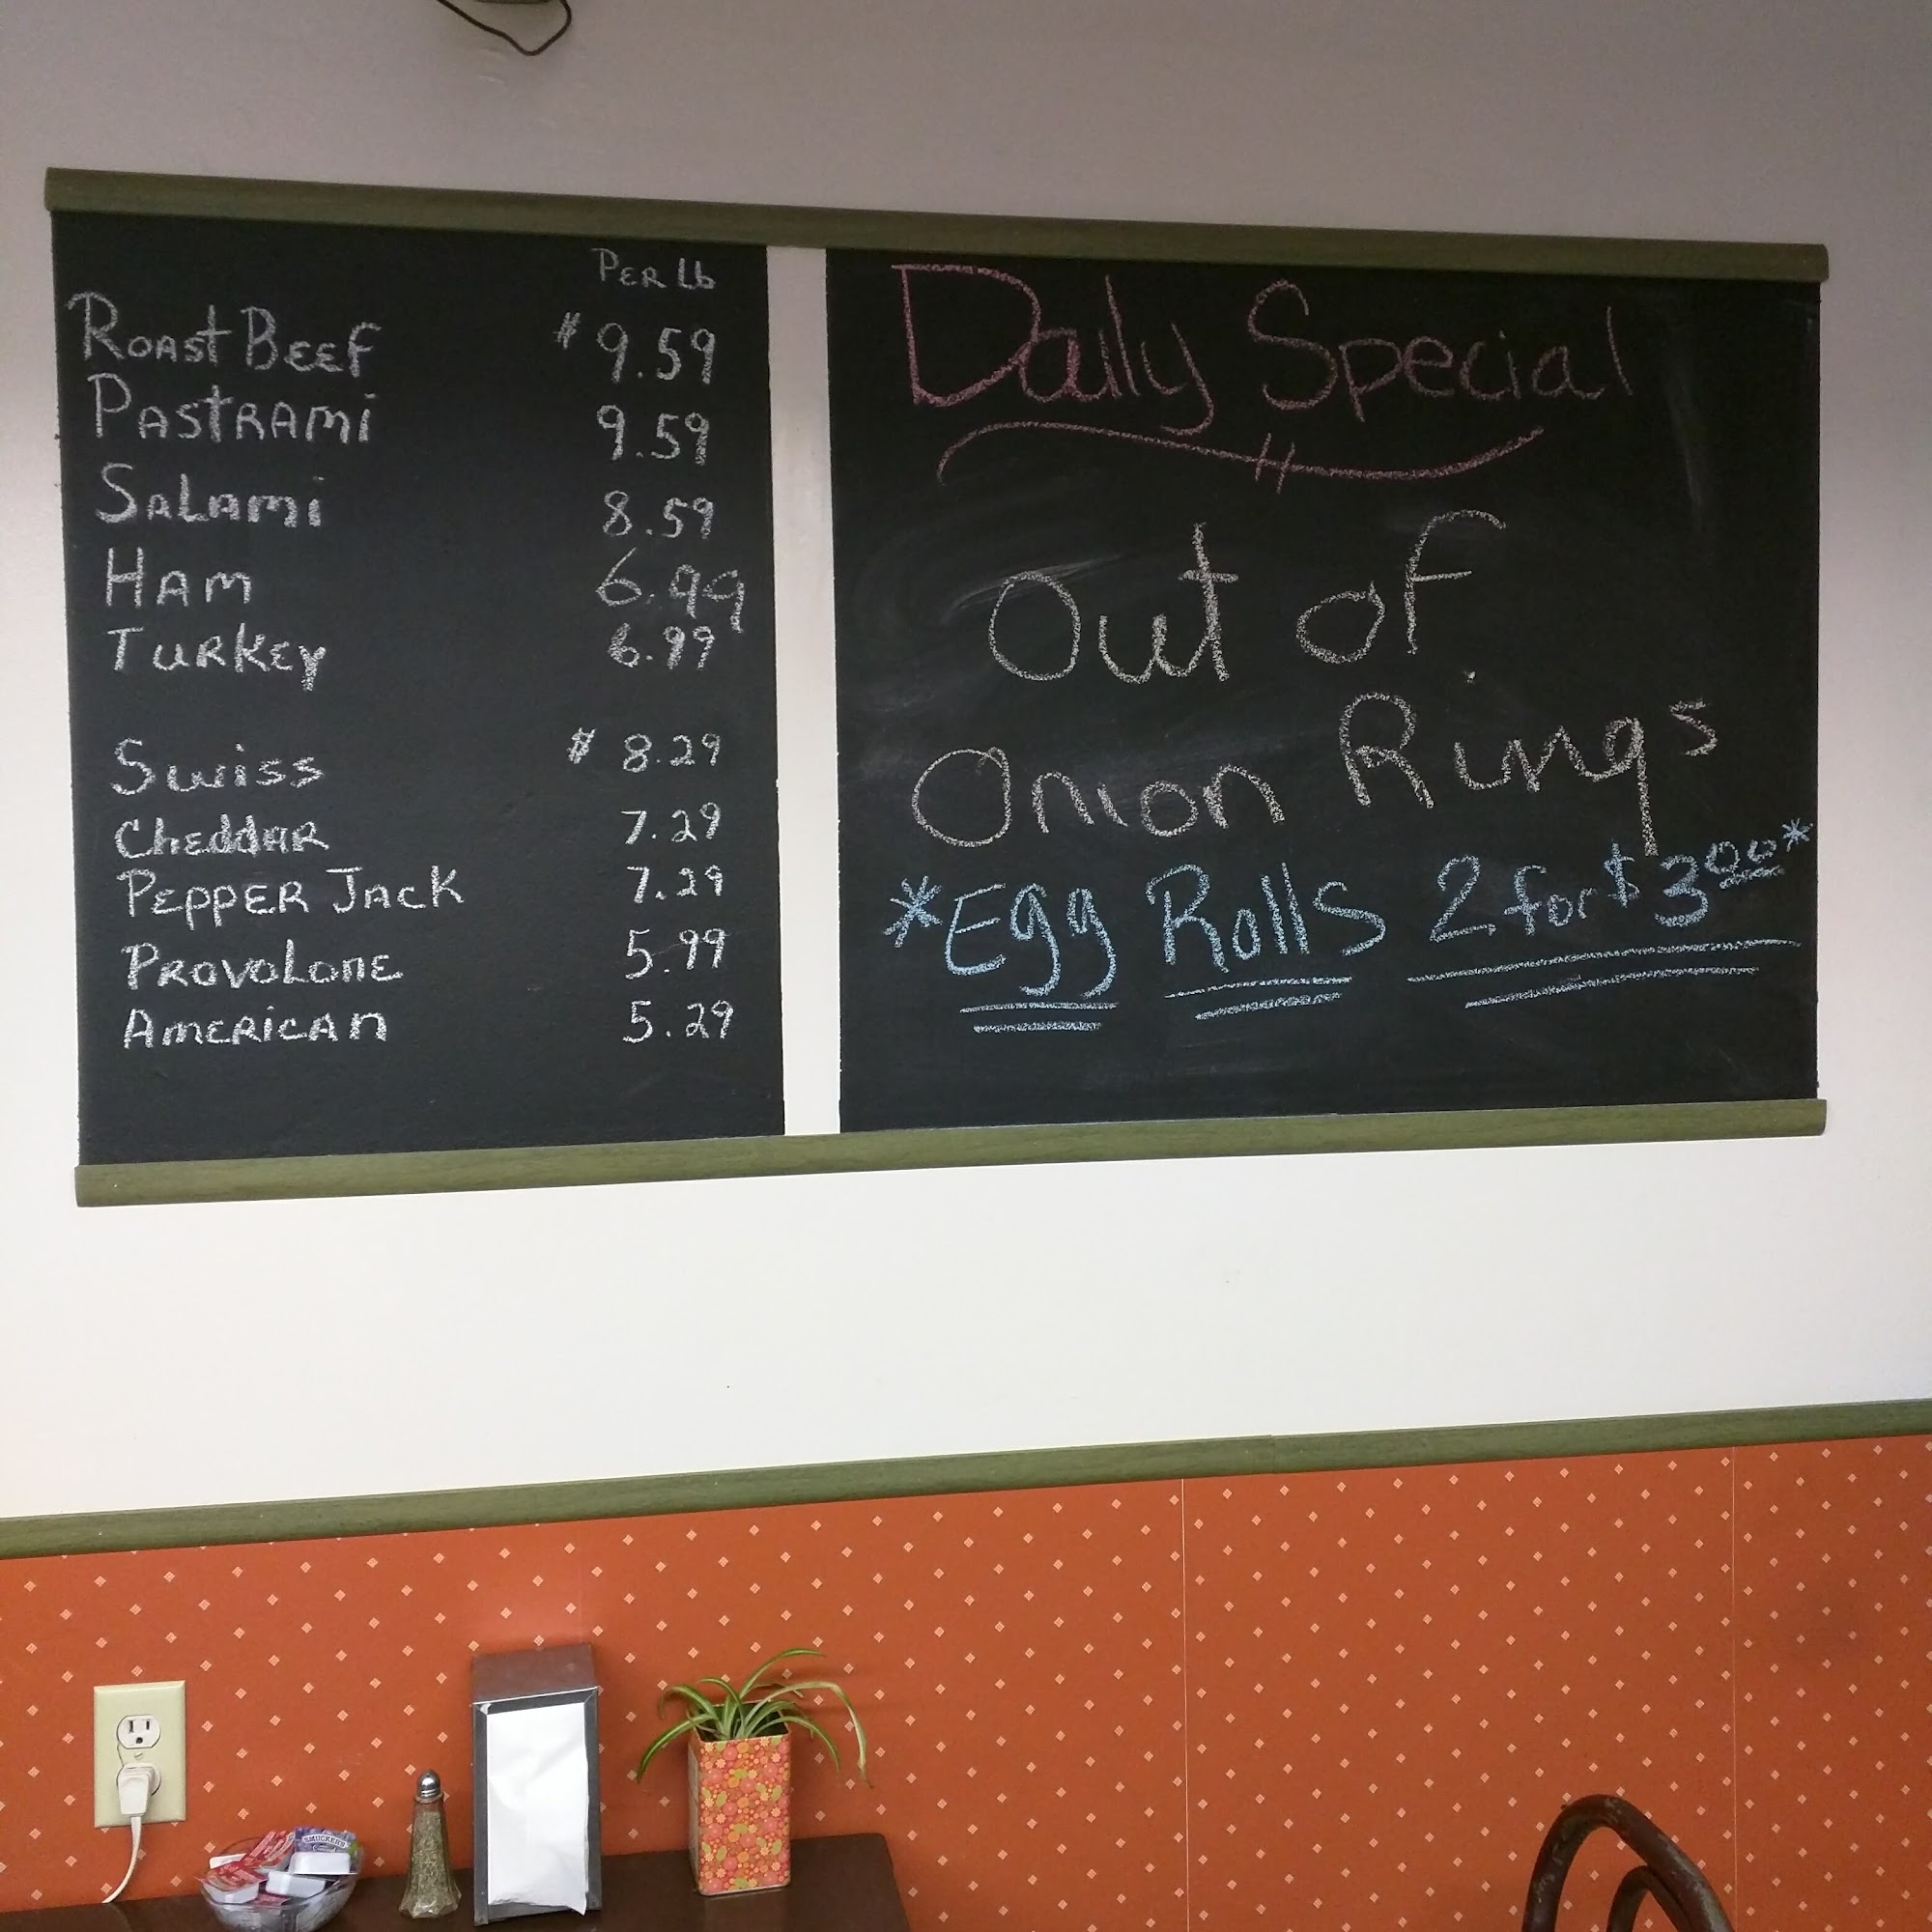 Per Lb
Roast Beef $ 9.59
Pastrami 9.59
Salami 8.59
Ham 6.99
Turkey 6.99
Swiss $ 8.29
Cheddar 7.29
Pepper Jack 7.29
Provolone 5.99
American 5.29
Daily Special
Out of
Onion Rings
*Egg Rolls 2 for $3.00*
SMUCKER'S